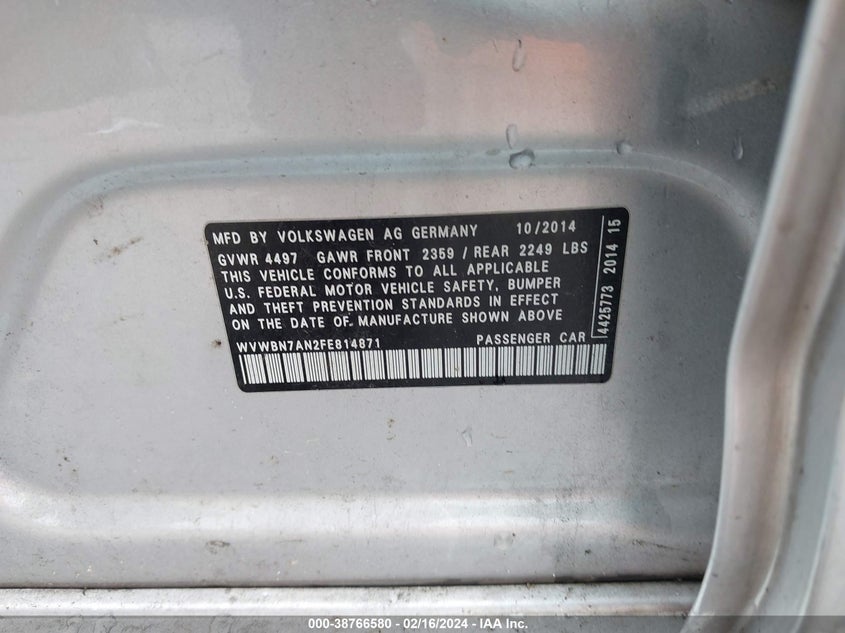 MFD BY VOLKSWAGEN AG GERMANY 10/2014
GVWR 4497 GAWR FRONT 2359 / REAR 2249 LBS
THIS VEHICLE CONFORMS TO ALL APPLICABLE
U.S. FEDERAL MOTOR VEHICLE SAFETY, BUMPER
AND THEFT PREVENTION STANDARDS IN EFFECT
ON THE DATE OF MANUFACTURE SHOWN ABOVE
WVWBN7AN2FE814871 PASSENGER CAR
4425773 2014 15
000-38766580 - 02/16/2024 - IAA Inc.